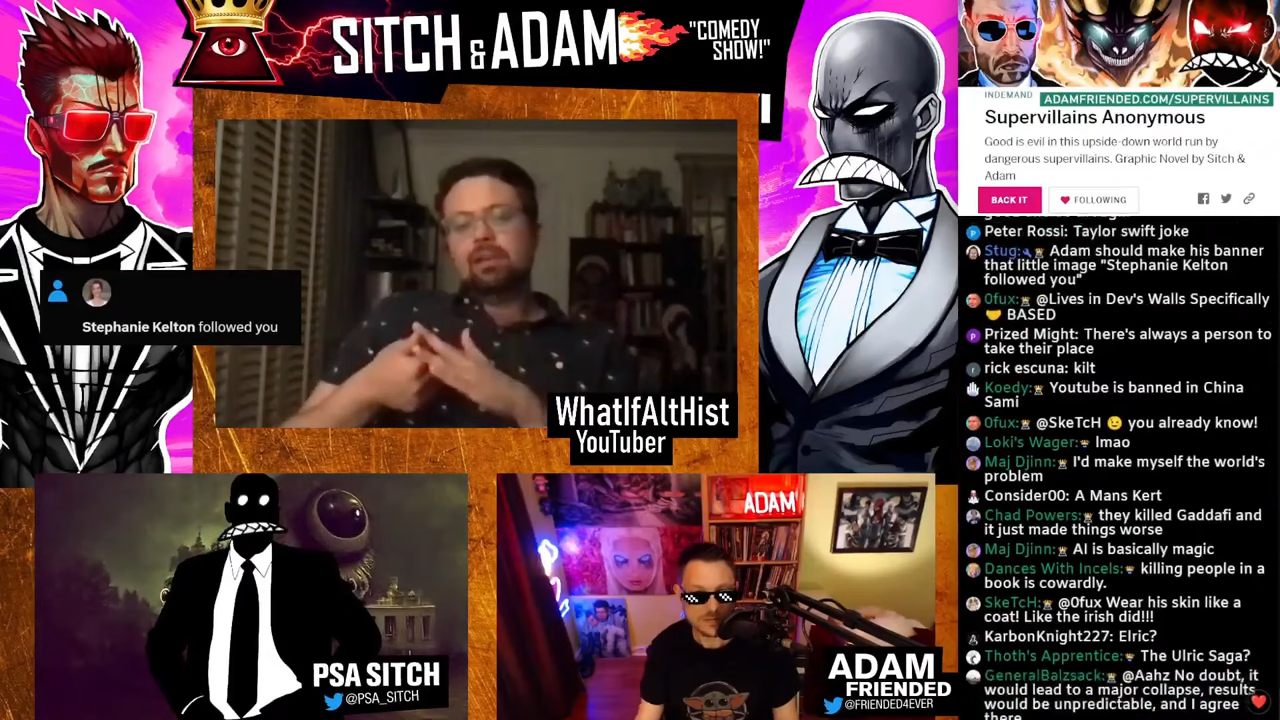 SITCH & ADAM
"COMEDY
SHOW!"
Stephanie Kelton followed you
WhatIfAltHist
YouTuber
PSA SITCH
@PSA_SITCH
ADAM
ADAM
FRIENDED
@FRIENDED4EVER
INDEMAND
ADAMFRIENDED.COM/SUPERVILLAINS
Supervillains Anonymous
Good is evil in this upside-down world run by
dangerous supervillains. Graphic Novel by Sitch &
Adam
BACK IT
FOLLOWING
Peter Rossi: Taylor swift joke
Stug: Adam should make his banner
that little image "Stephanie Kelton
followed you"
0fux: @Lives in Dev's Walls Specifically
BASED
Prized Might: There's always a person to
take their place
rick escuna: kilt
Koedy: Youtube is banned in China
Sami
0fux: @SkeTcH 😉 you already know!
Loki's Wager: lmao
Maj Djinn: I'd make myself the world's
problem
Consider00: A Mans Kert
Chad Powers: they killed Gaddafi and
it just made things worse
Maj Djinn: AI is basically magic
Dances With Incels: killing people in a
book is cowardly.
SkeTcH: @0fux Wear his skin like a
coat! Like the irish did!!!
KarbonKnight227: Elric?
Thoth's Apprentice: The Ulric Saga?
GeneralBalzsack: @Aahz No doubt, it
would lead to a major collapse, results
would be unpredictable, and I agree